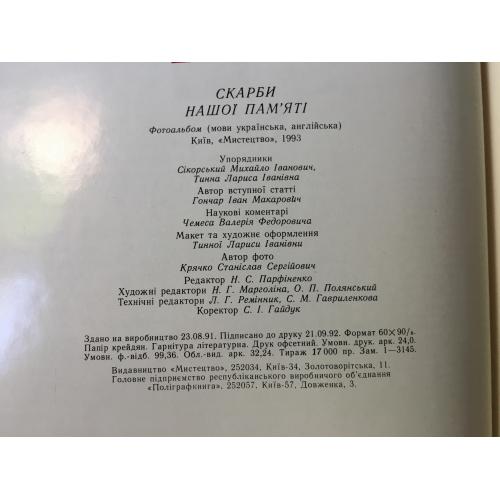 СКАРБИ
НАШОЇ ПАМ'ЯТІ
Фотоальбом (мови українська, англійська)
Київ, «Мистецтво», 1993
Упорядники
Сікорський Михайло Іванович,
Тинна Лариса Іванівна
Автор вступної статті
Гончар Іван Макарович
Наукові коментарі
Чемеса Валерія Федоровича
Макет та художнє оформлення
Тинної Лариси Іванівни
Автор фото
Крячко Станіслав Сергійович
Редактор Н. С. Парфіненко
Художні редактори Н. Г. Марголіна, О. П. Полянський
Технічні редактори Л. Г. Ремінник, С. М. Гавриленкова
Коректор С. І. Гайдук
Здано на виробництво 23.08.91. Підписано до друку 21.09.92. Формат 60×90/₈.
Папір крейдян. Гарнітура літературна. Друк офсетний. Умовн. друк. арк. 24,0.
Умовн. ф.-відб. 99,36. Обл.-вид. арк. 32,24. Тираж 17 000 пр. Зам. 1—3145.
Видавництво «Мистецтво», 252034, Київ-34, Золотоворітська, 11.
Головне підприємство республіканського виробничого об'єднання
«Поліграфкнига», 252057, Київ-57, Довженка, 3.